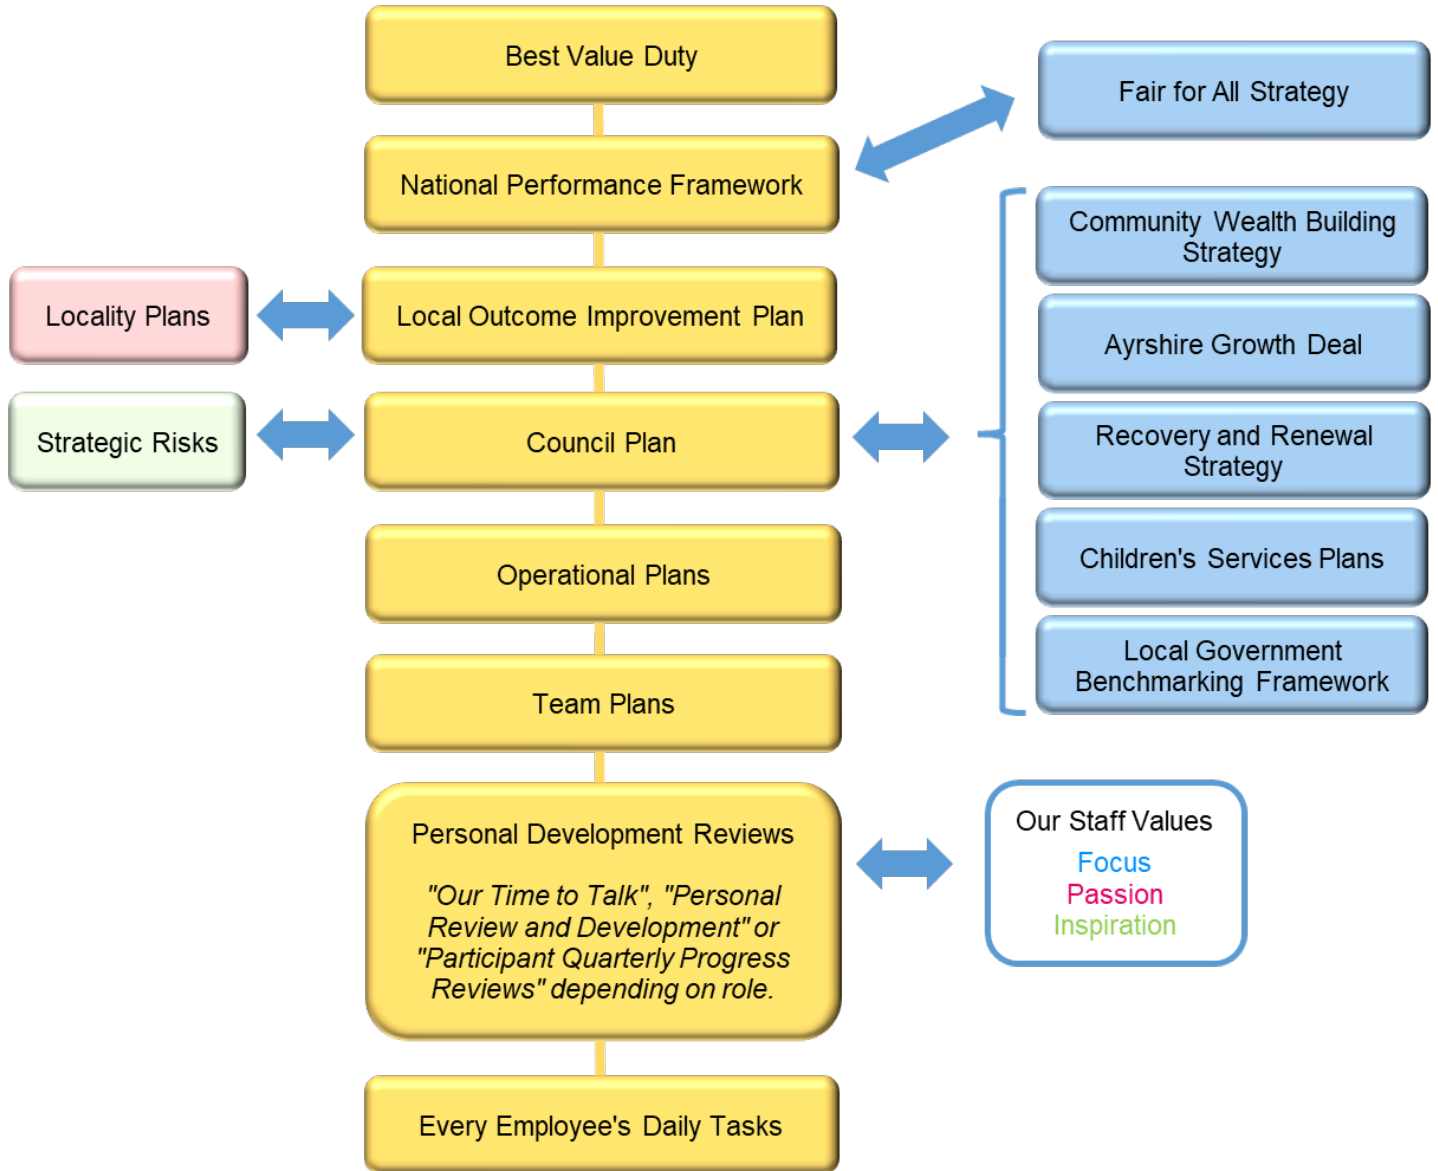 Best Value Duty
Fair for All Strategy
National Performance Framework
Community Wealth Building
Strategy
Locality Plans
Local Outcome Improvement Plan
Ayrshire Growth Deal
Strategic Risks
Council Plan
Recovery and Renewal
Strategy
Operational Plans
Children's Services Plans
Local Government
Benchmarking Framework
Team Plans
Personal Development Reviews
"Our Time to Talk", "Personal
Review and Development" or
"Participant Quarterly Progress
Reviews" depending on role.
Our Staff Values
Focus
Passion
Inspiration
Every Employee's Daily Tasks